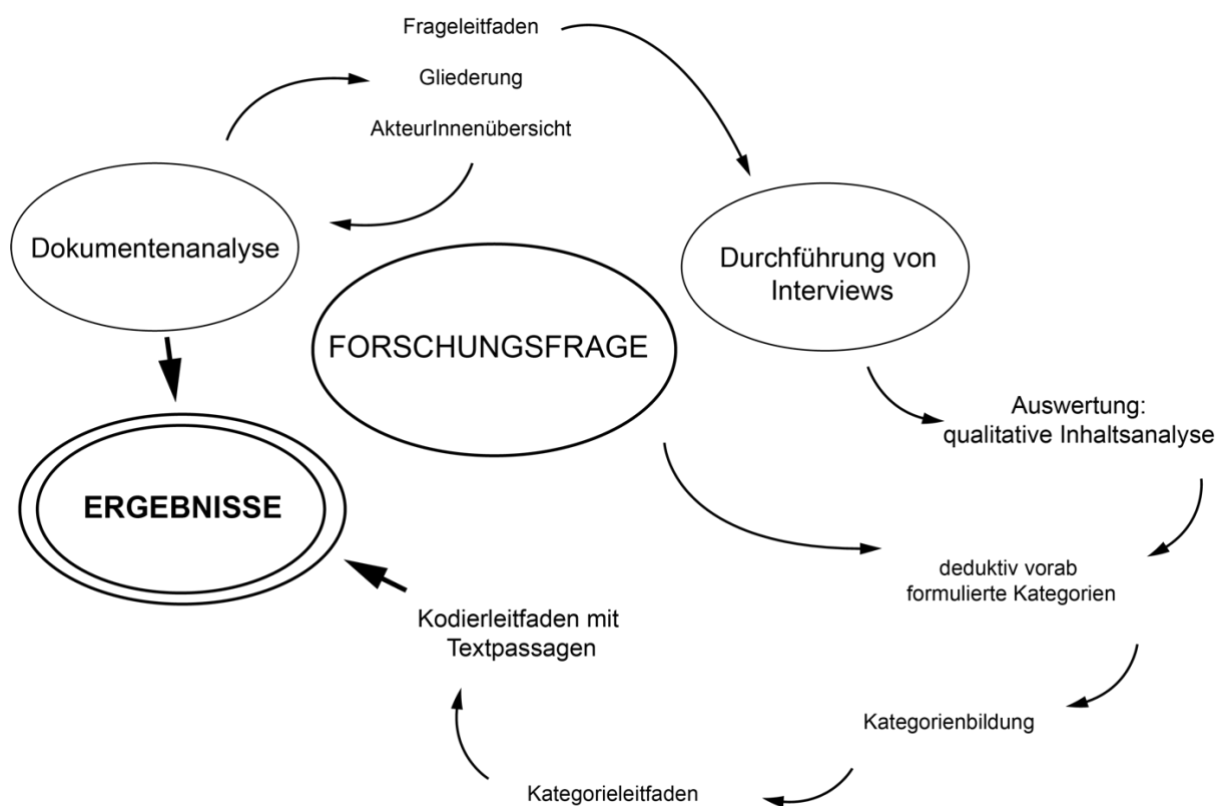 Frageleitfaden
Gliederung
AkteurInnenübersicht
Dokumentenanalyse
Durchführung von
Interviews
FORSCHUNGSFRAGE
Auswertung:
qualitative Inhaltsanalyse
ERGEBNISSE
deduktiv vorab
formulierte Kategorien
Kodierleitfaden mit
Textpassagen
Kategorienbildung
Kategorieleitfaden